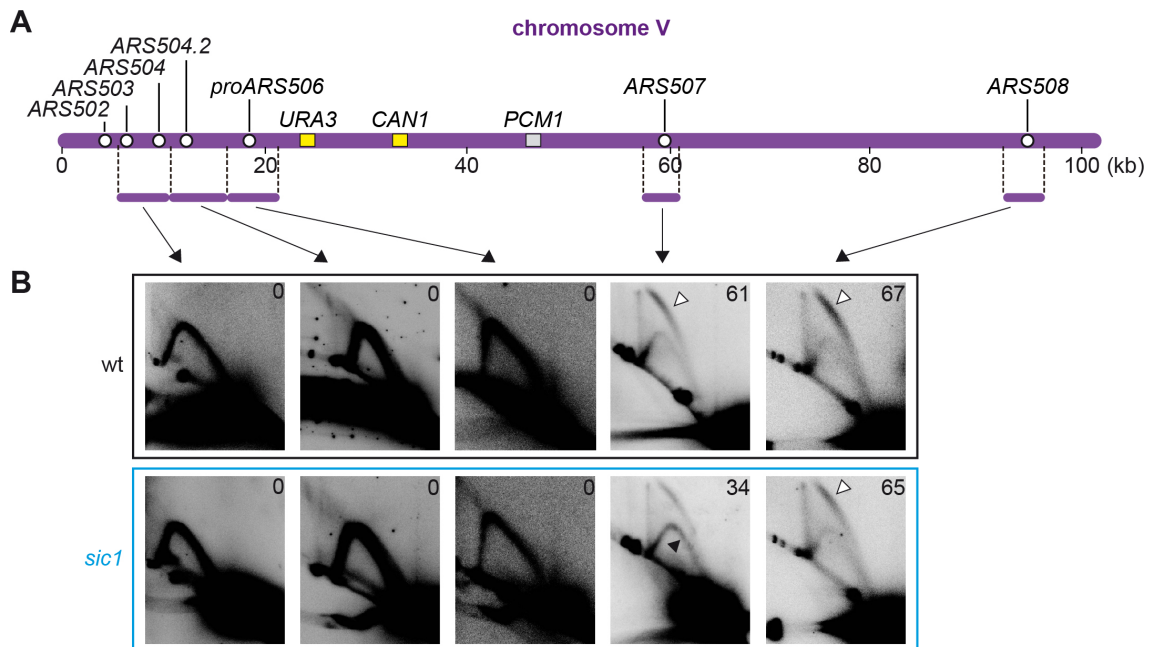 A
chromosome V
ARS504.2
ARS504
ARS503
ARS502
proARS506
URA3
CAN1
PCM1
ARS507
ARS508
0 20 40 60 80 100 (kb)
B
wt
0 0 0 61 67
sic1
0 0 0 34 65